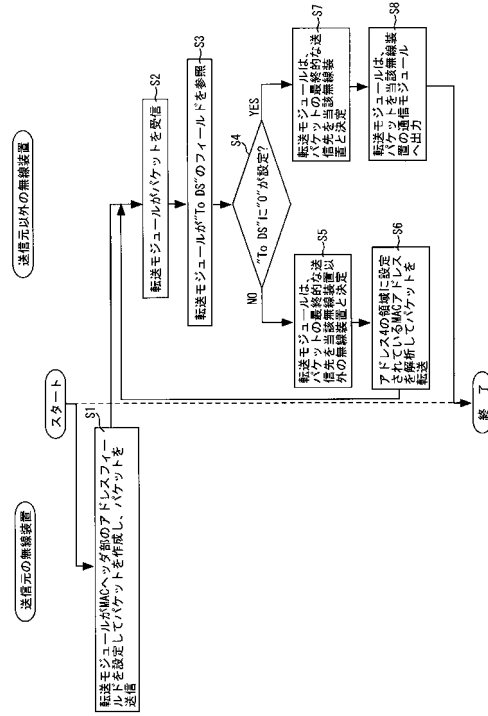 送信元の無線装置
送信元以外の無線装置
スタート
S1
転送モジュールがMACヘッダ部のアドレスフィー
ルドを設定してパケットを作成し、パケットを
送信
S2
転送モジュールがパケットを受信
S3
転送モジュールが"To DS"のフィールドを参照
S4
"To DS"に"0"が設定?
NO
YES
S5
転送モジュールは、
パケットの最終的な送
信先を当該無線装置以
外の無線装置と決定
S7
転送モジュールは、
パケットの最終的な送
信先を当該無線装
置と決定
S6
アドレス4の領域に設定
されているMACアドレス
を解析してパケットを
転送
S8
転送モジュールは、
パケットを当該無線装
置の通信モジュール
へ出力
終了